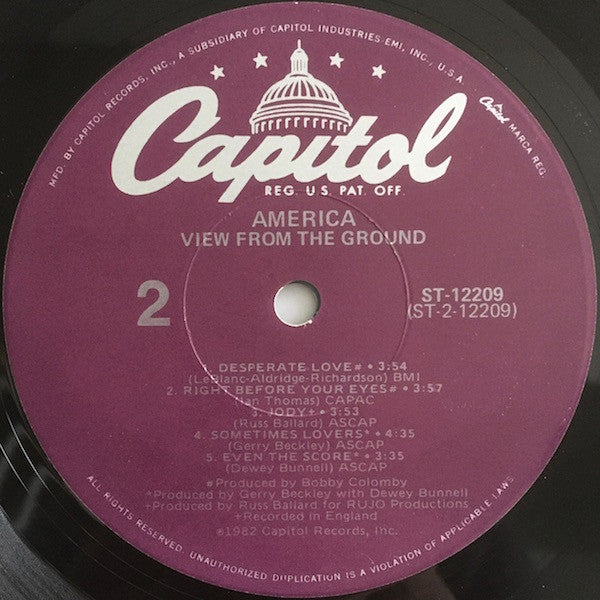 MFD. BY CAPITOL RECORDS, INC., A SUBSIDIARY OF CAPITOL INDUSTRIES-EMI, INC., U.S.A.
Capitol MARCA REG.
Capitol
REG. U.S. PAT. OFF.
AMERICA
VIEW FROM THE GROUND
2
ST-12209
(ST-2-12209)
DESPERATE LOVE# • 3:54
(LeBlanc-Aldridge-Richardson) BMI
2. RIGHT BEFORE YOUR EYES# • 3:57
(Ian Thomas) CAPAC
3. JODY+ • 3:53
(Russ Ballard) ASCAP
4. SOMETIMES LOVERS* • 4:35
(Gerry Beckley) ASCAP
5. EVEN THE SCORE* • 3:35
(Dewey Bunnell) ASCAP
#Produced by Bobby Colomby
*Produced by Gerry Beckley with Dewey Bunnell
+Produced by Russ Ballard for RUJO Productions
+Recorded in England
℗1982 Capitol Records, Inc.
ALL RIGHTS RESERVED. UNAUTHORIZED DUPLICATION IS A VIOLATION OF APPLICABLE LAWS.